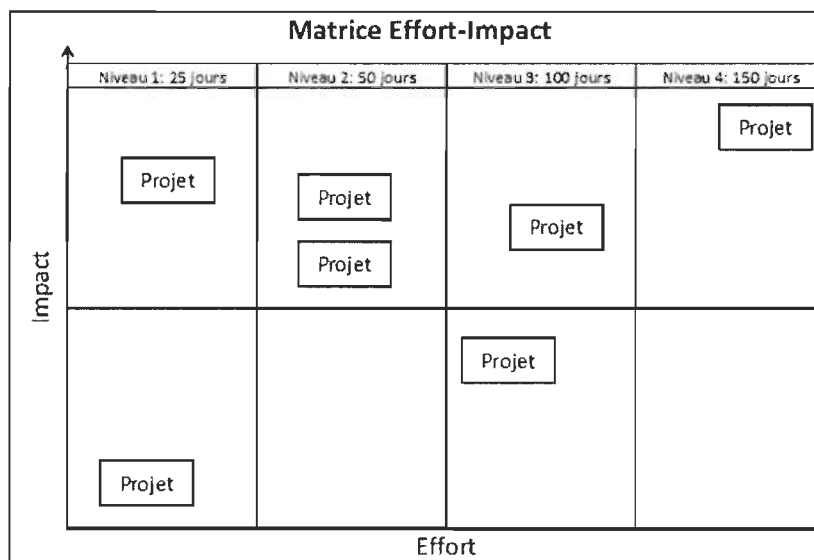 Matrice Effort-Impact
Niveau 1: 25 jours
Niveau 2: 50 jours
Niveau 3: 100 jours
Niveau 4: 150 jours
Projet
Projet
Projet
Projet
Projet
Impact
Projet
Projet
Effort